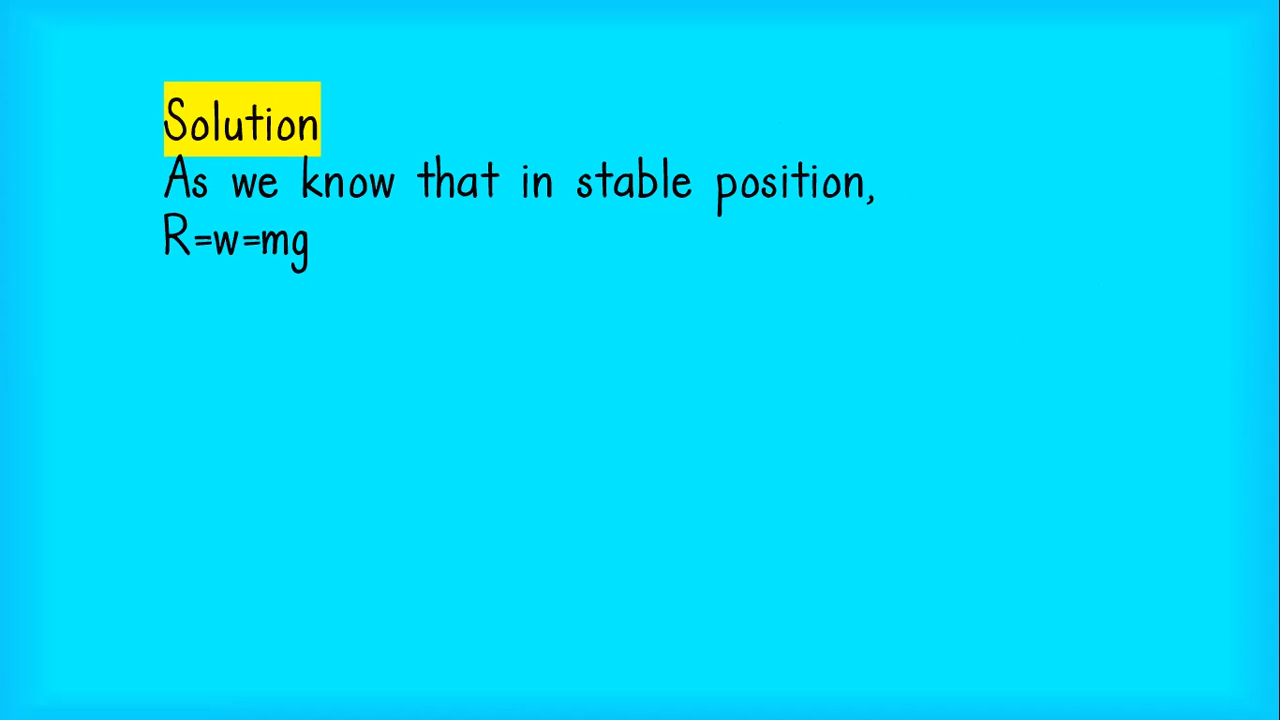 Solution
As we know that in stable position,
R=w=mg